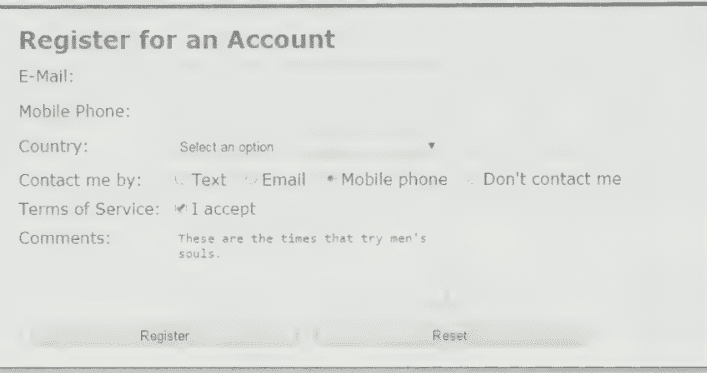 Register for an Account
E-Mail:
Mobile Phone:
Country: Select an option
Contact me by: Text Email Mobile phone Don't contact me
Terms of Service: I accept
Comments: These are the times that try men's
souls.
Register Reset